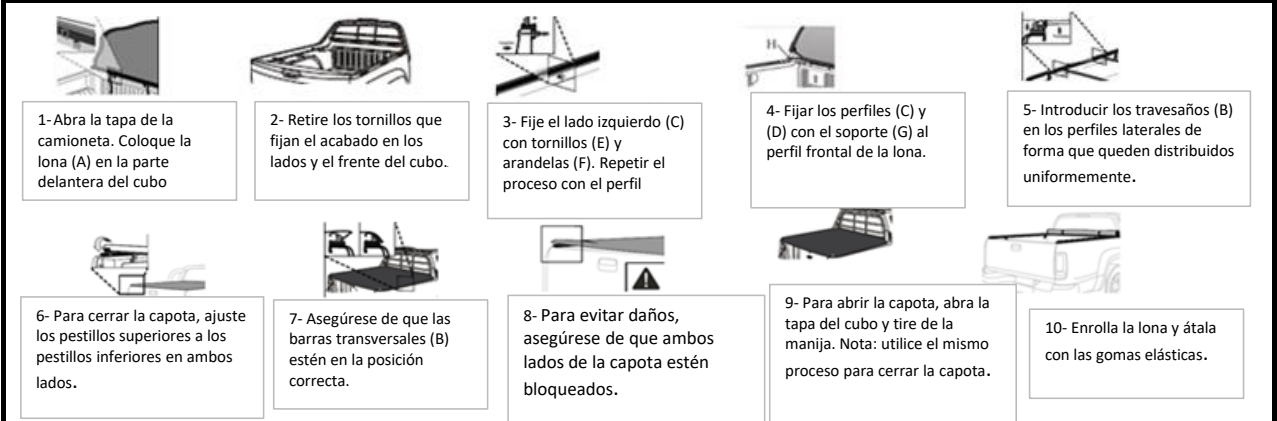 1- Abra la tapa de la
camioneta. Coloque la
lona (A) en la parte
delantera del cubo
2- Retire los tornillos que
fijan el acabado en los
lados y el frente del cubo.
3- Fije el lado izquierdo (C)
con tornillos (E) y
arandelas (F). Repetir el
proceso con el perfil
H
4- Fijar los perfiles (C) y
(D) con el soporte (G) al
perfil frontal de la lona.
5- Introducir los travesaños (B)
en los perfiles laterales de
forma que queden distribuidos
uniformemente.
6- Para cerrar la capota, ajuste
los pestillos superiores a los
pestillos inferiores en ambos
lados.
7- Asegúrese de que las
barras transversales (B)
estén en la posición
correcta.
8- Para evitar daños,
asegúrese de que ambos
lados de la capota estén
bloqueados.
9- Para abrir la capota, abra la
tapa del cubo y tire de la
manija. Nota: utilice el mismo
proceso para cerrar la capota.
10- Enrolla la lona y átala
con las gomas elásticas.